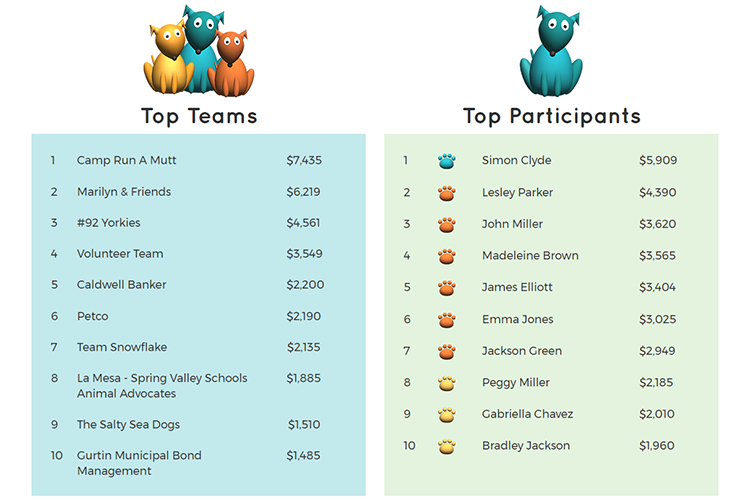 Top Teams
1 Camp Run A Mutt $7,435
2 Marilyn & Friends $6,219
3 #92 Yorkies $4,561
4 Volunteer Team $3,549
5 Caldwell Banker $2,200
6 Petco $2,190
7 Team Snowflake $2,135
8 La Mesa - Spring Valley Schools $1,885
Animal Advocates
9 The Salty Sea Dogs $1,510
10 Gurtin Municipal Bond $1,485
Management
Top Participants
1 Simon Clyde $5,909
2 Lesley Parker $4,390
3 John Miller $3,620
4 Madeleine Brown $3,565
5 James Elliott $3,404
6 Emma Jones $3,025
7 Jackson Green $2,949
8 Peggy Miller $2,185
9 Gabriella Chavez $2,010
10 Bradley Jackson $1,960